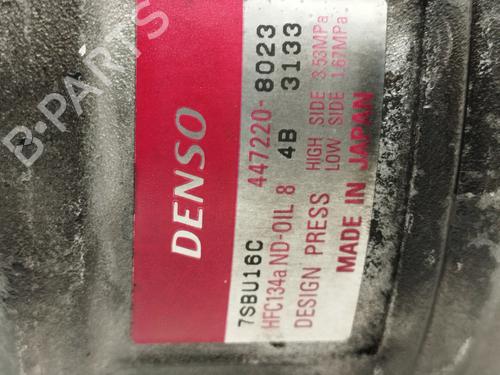 DENSO
7SBU16C 447220-8023
HFC134a ND-OIL 8 4B 3133
DESIGN PRESS HIGH SIDE 3.53MPa
LOW SIDE 1.67MPa
MADE IN JAPAN
B-PARTS